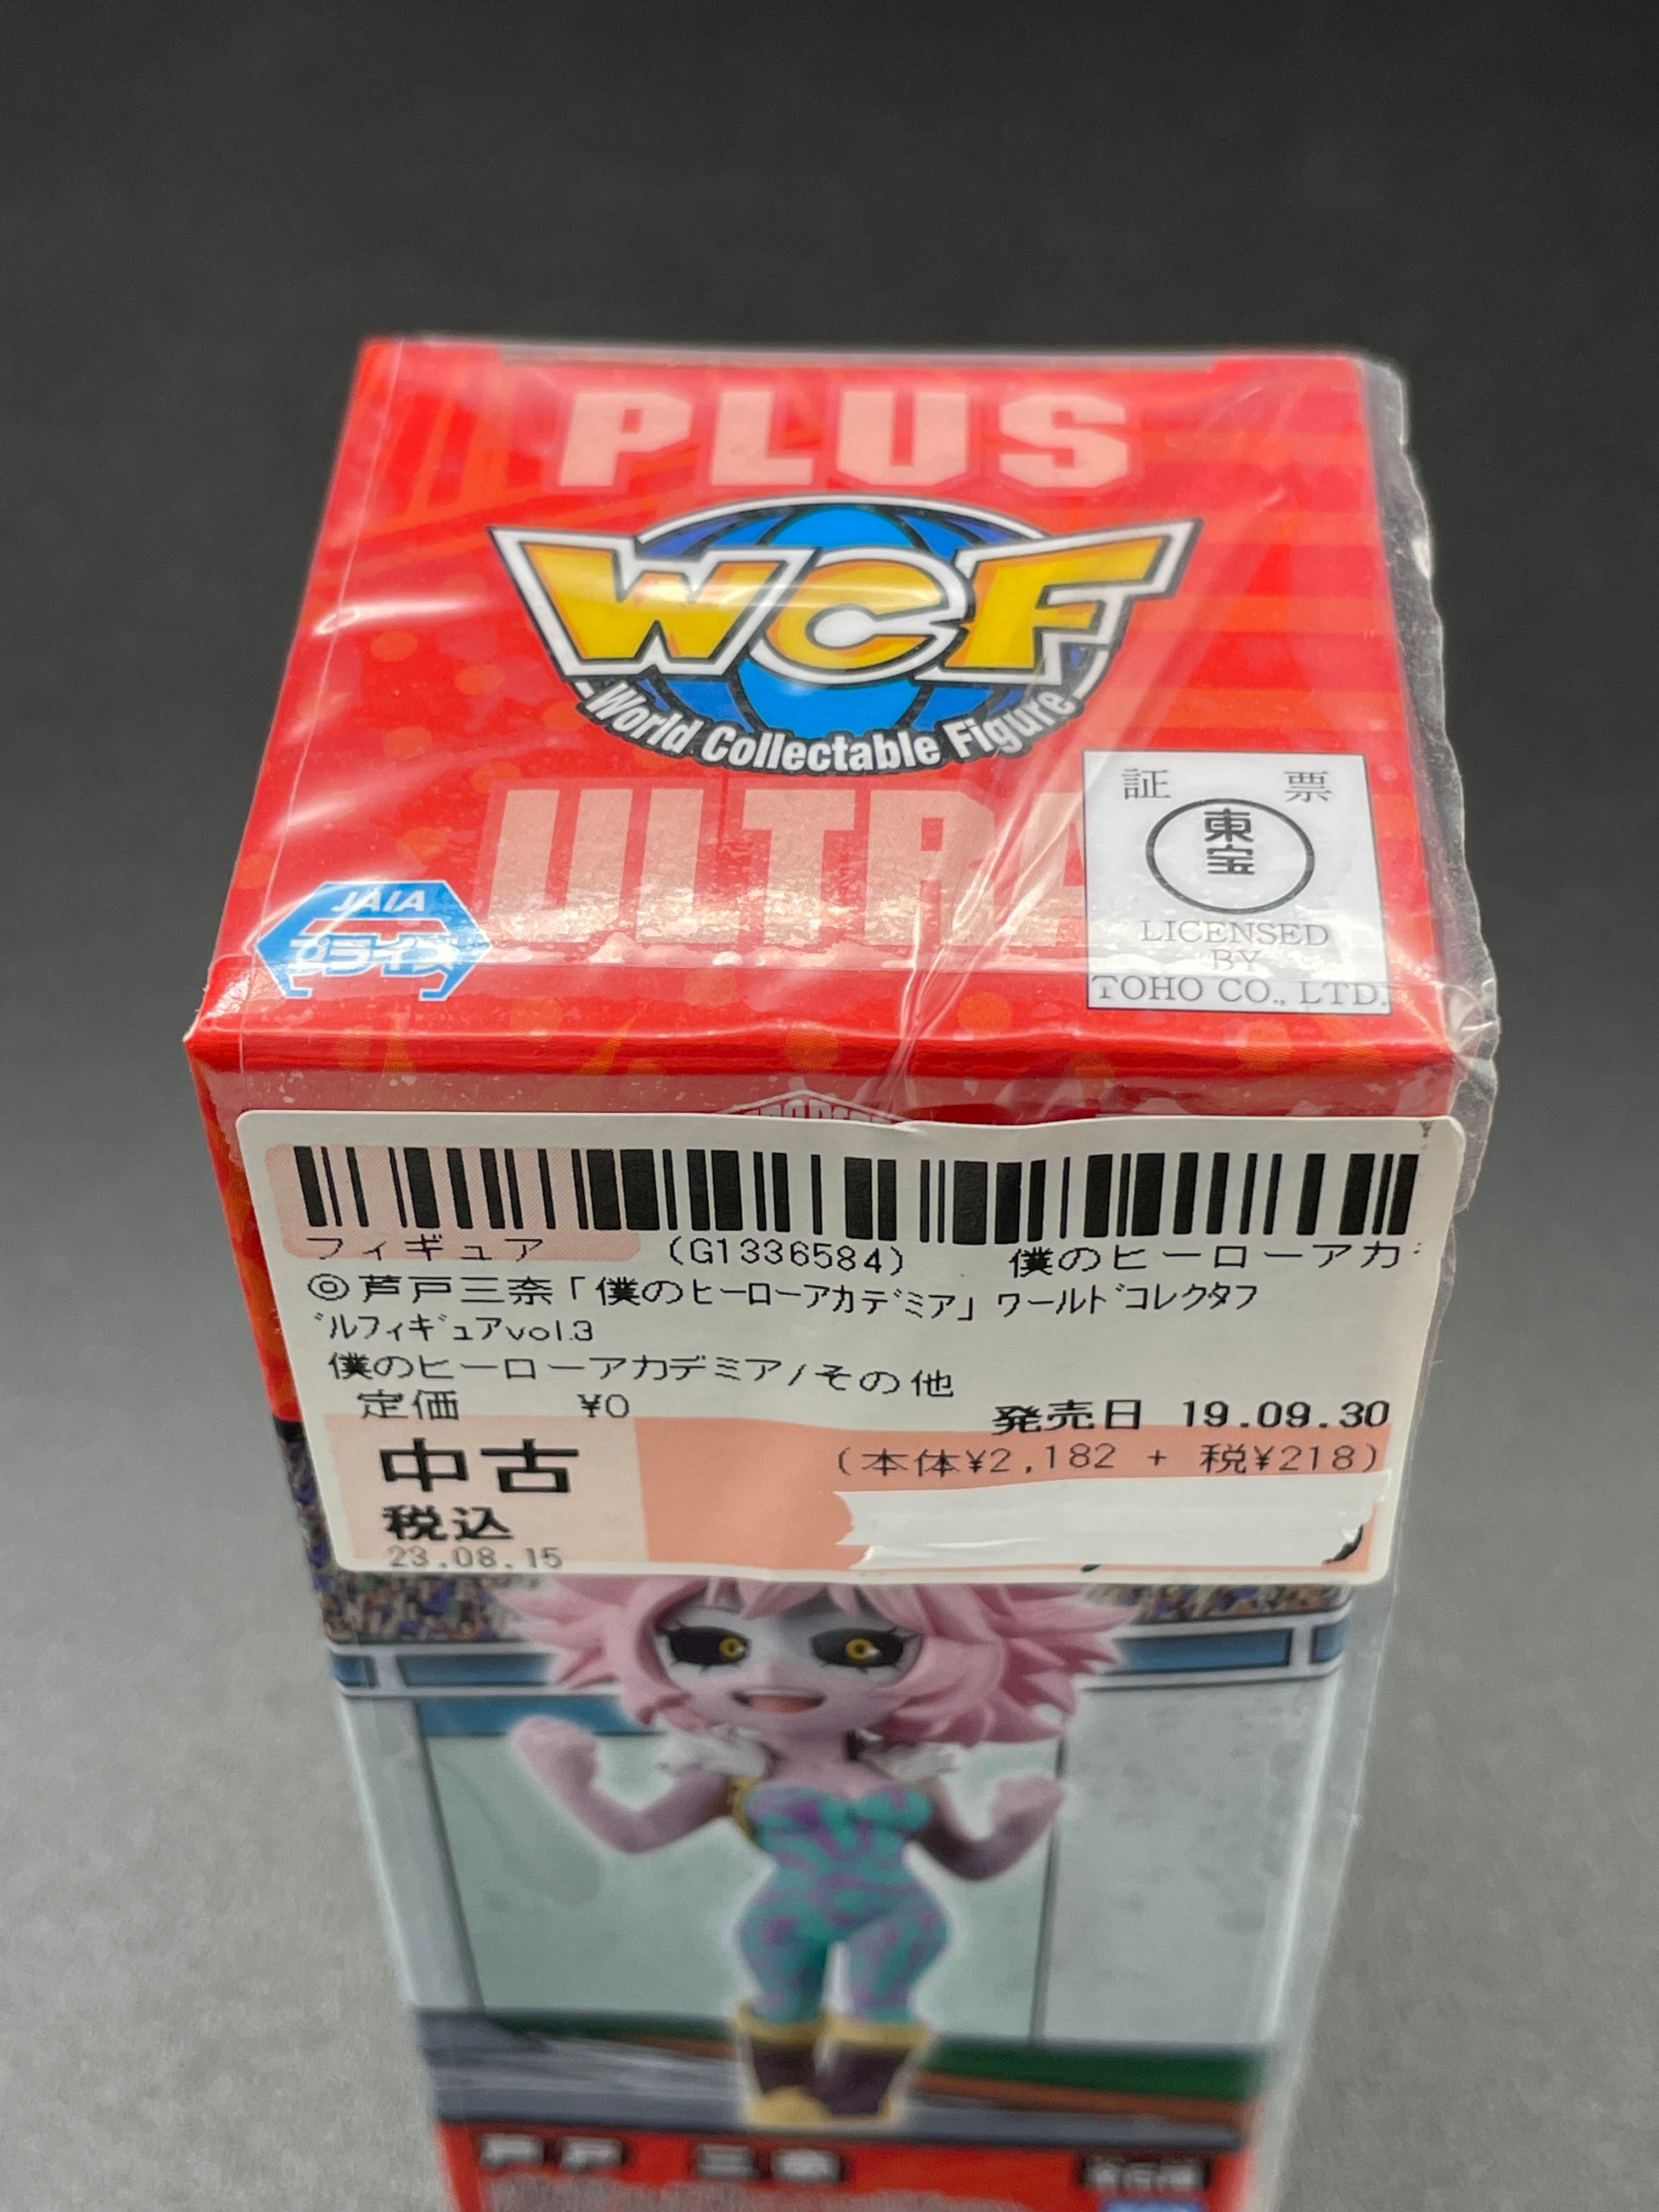 PLUS
WCF
World Collectable Figure
ULTRA
証 票
東宝
LICENSED
BY
TOHO CO., LTD.
JAIA
プライズ
フィギュア (G1336584) 僕のヒーローアカ
◎芦戸三奈「僕のヒーローアカデミア」ワールドコレクタブ
ルフィギュアvol.3
僕のヒーローアカデミア/その他
定価 ¥0
発売日 19.09.30
中古
(本体¥2,182 + 税¥218)
税込
23.08.15
芦戸 三奈